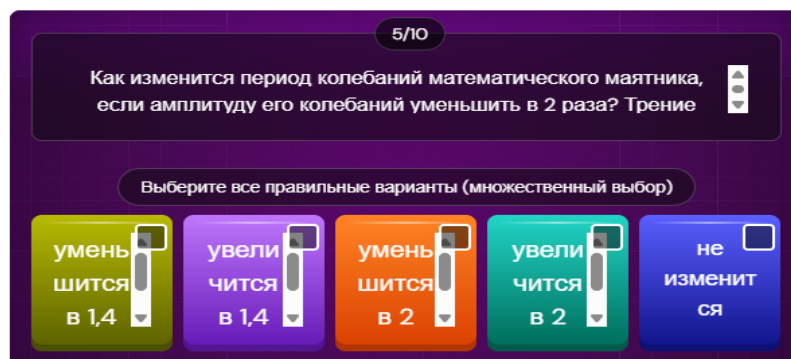 5/10
Как изменится период колебаний математического маятника,
если амплитуду его колебаний уменьшить в 2 раза? Трение
Выберите все правильные варианты (множественный выбор)
умень
шится
в 1,4
увели
чится
в 1,4
умень
шится
в 2
увели
чится
в 2
не
изменит
ся